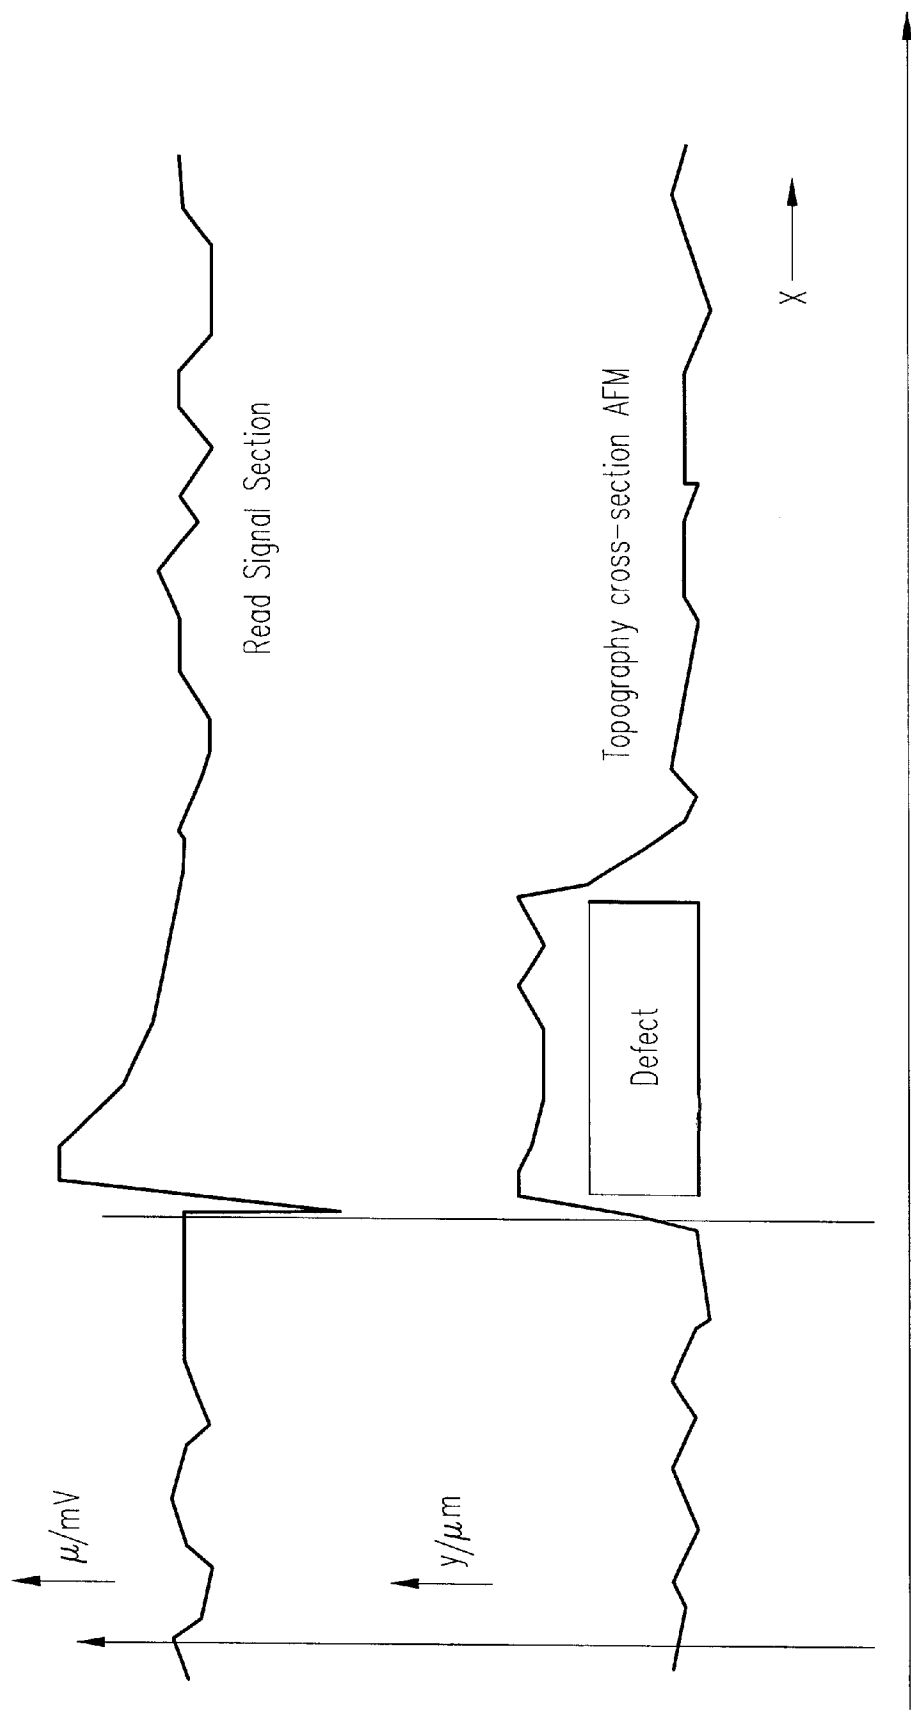 μ/mV
Read Signal Section
y/μm
Topography cross-section AFM
Defect
X